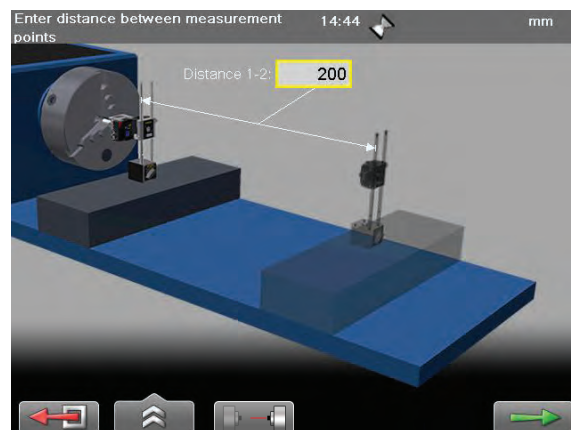 Enter distance between measurement 14:44 mm
points
Distance 1-2: 200